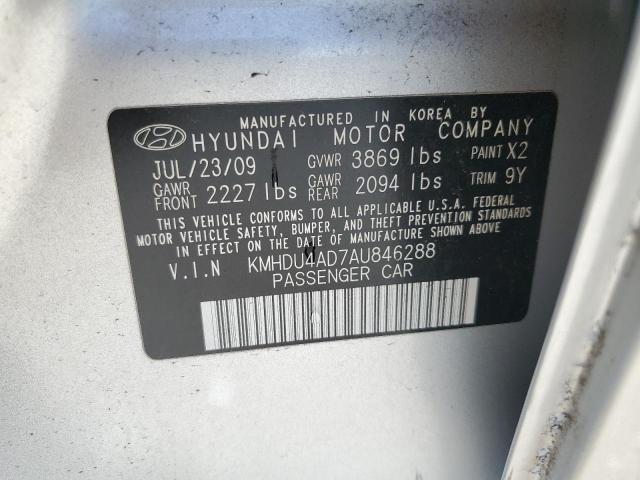 MANUFACTURED IN KOREA BY
HYUNDAI MOTOR COMPANY
JUL/23/09 GVWR 3869 lbs PAINT X2
GAWR FRONT 2227 lbs GAWR REAR 2094 lbs TRIM 9Y
THIS VEHICLE CONFORMS TO ALL APPLICABLE U.S.A. FEDERAL
MOTOR VEHICLE SAFETY, BUMPER, AND THEFT PREVENTION STANDARDS
IN EFFECT ON THE DATE OF MANUFACTURE SHOWN ABOVE.
V.I.N KMHDU4AD7AU846288
PASSENGER CAR